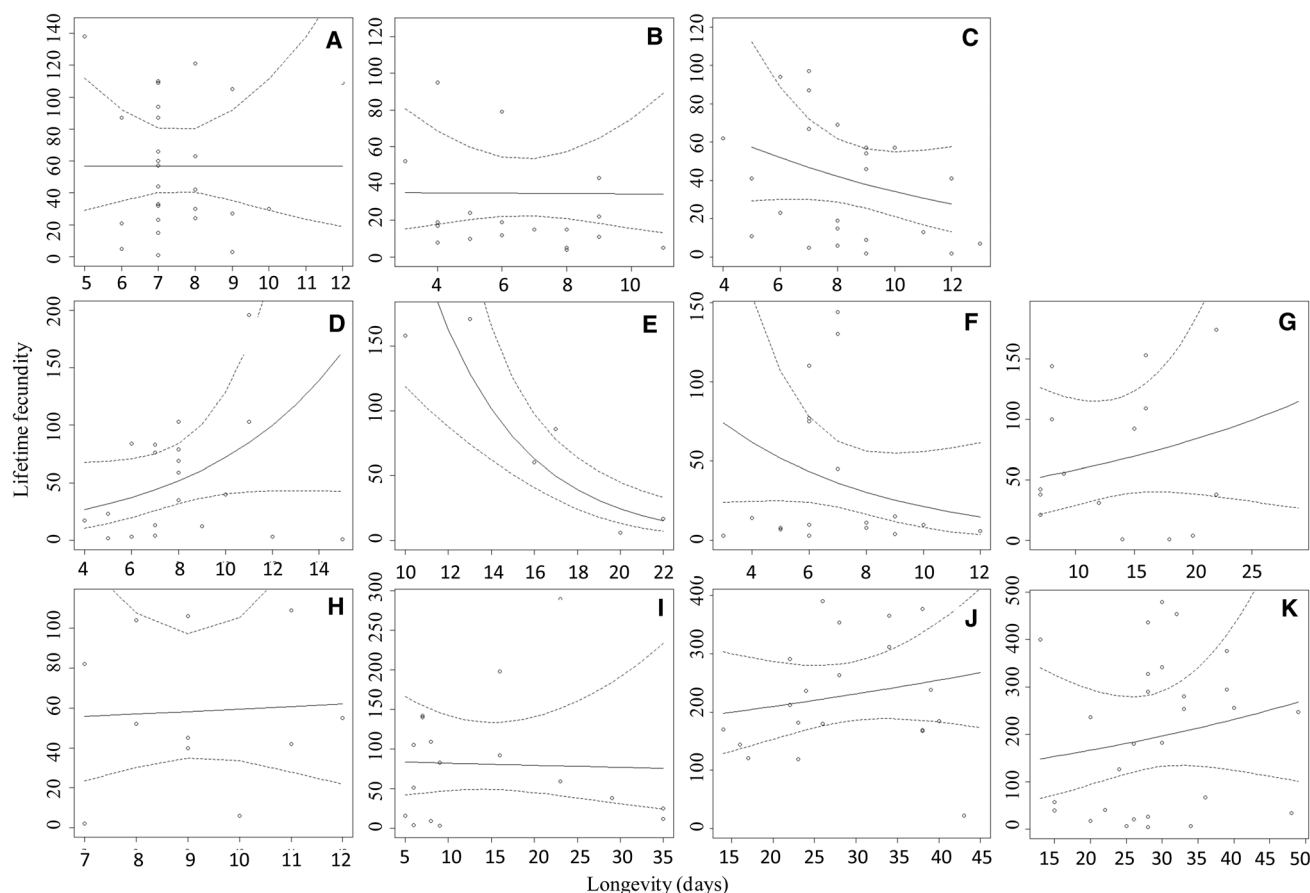 A
140
120
100
80
60
40
20
0
5 6 7 8 9 10 11 12
B
120
100
80
60
40
20
0
4 6 8 10
C
120
100
80
60
40
20
0
4 6 8 10 12
D
200
150
100
50
0
4 6 8 10 12 14
E
150
100
50
0
10 12 14 16 18 20 22
F
150
100
50
0
4 6 8 10 12
G
150
100
50
0
10 15 20 25
H
100
80
60
40
20
0
7 8 9 10 11 12
I
300
250
200
150
100
50
0
5 10 15 20 25 30 35
J
400
300
200
100
0
15 20 25 30 35 40 45
K
500
400
300
200
100
0
15 20 25 30 35 40 45 50
Lifetime fecundity
Longevity (days)